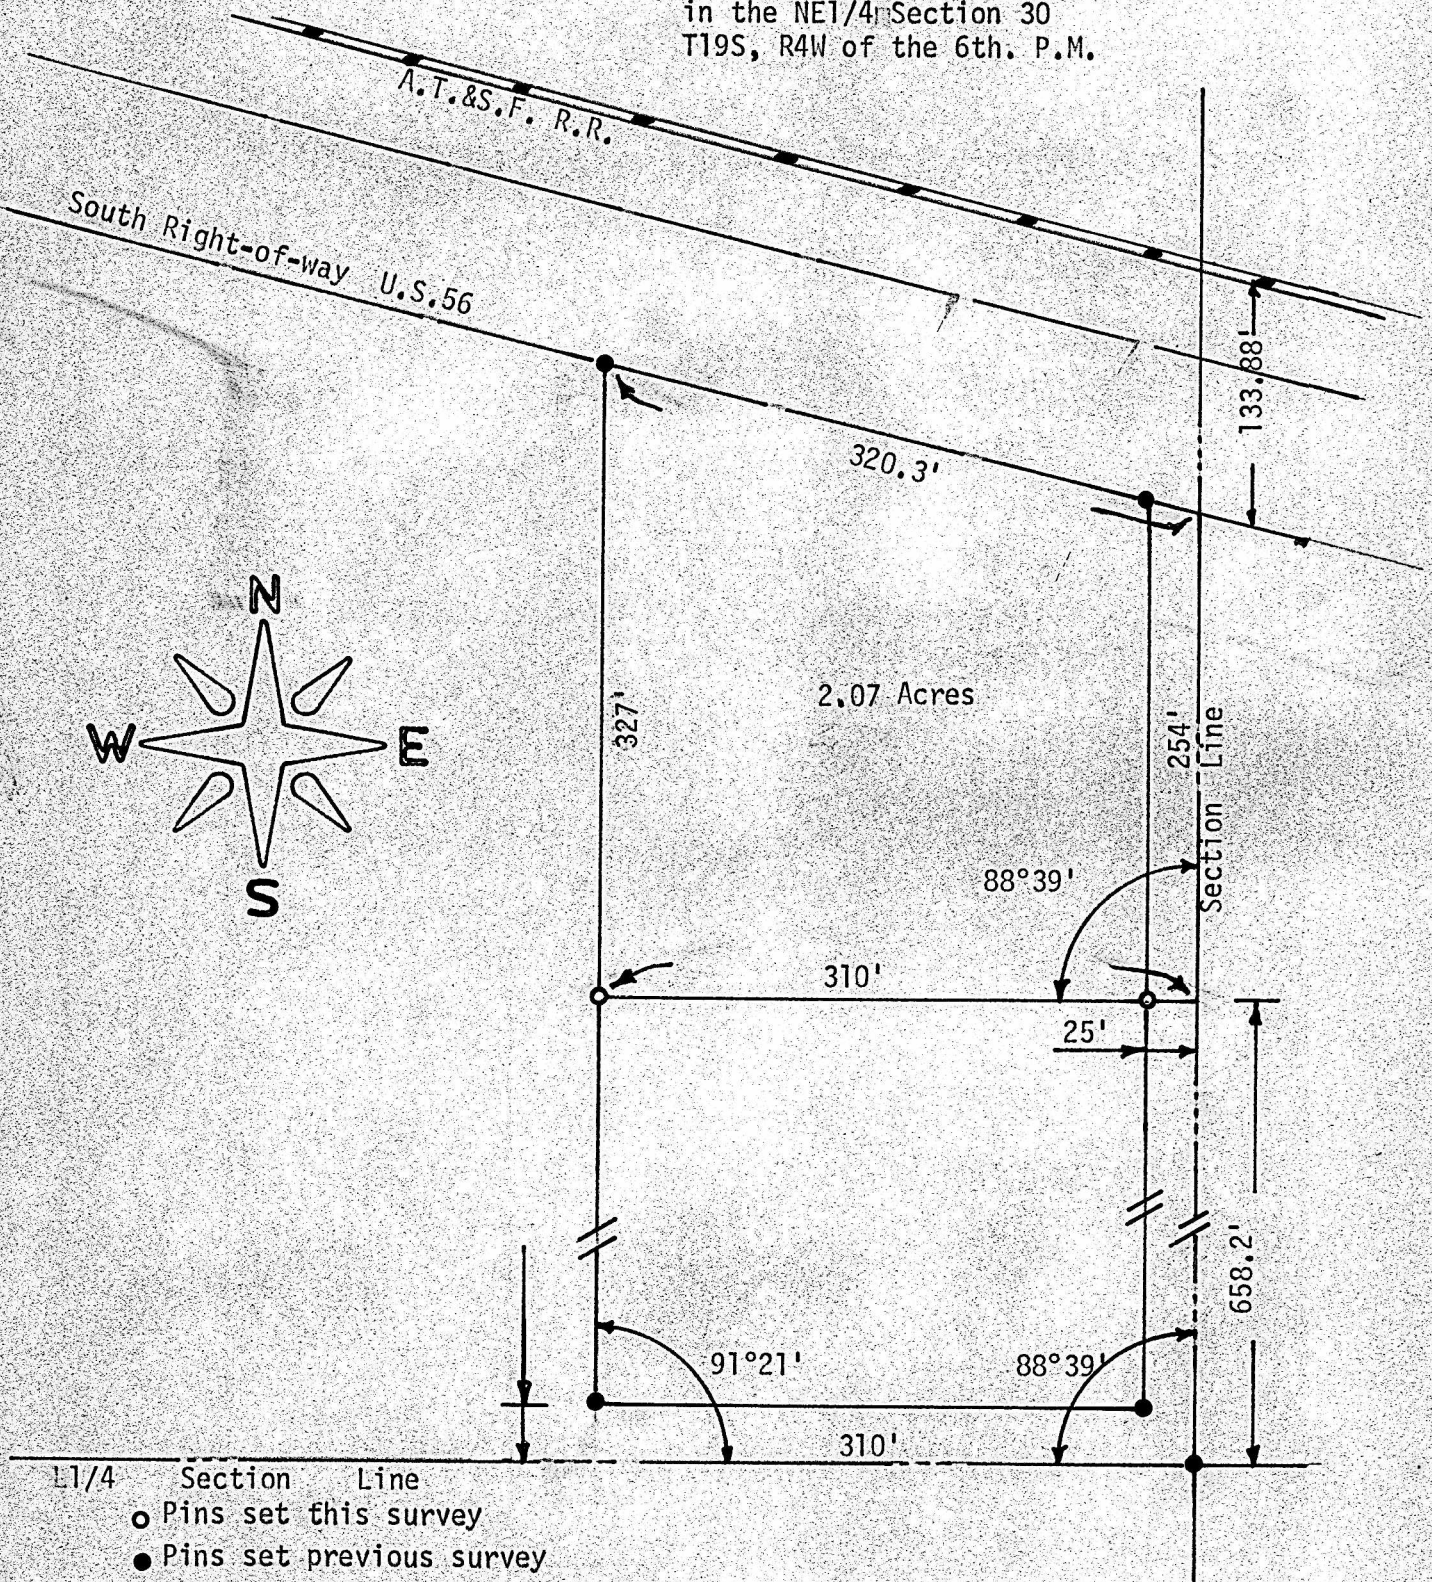 in the NE1/4 Section 30
T19S, R4W of the 6th. P.M.
A.T.&S.F. R.R.
South Right-of-way U.S.56
133.88'
320.3'
N
W
E
S
327'
2.07 Acres
254'
Section Line
88°39'
310'
25'
658.2'
91°21'
88°39'
310'
1/4 Section Line
Pins set this survey
Pins set previous survey